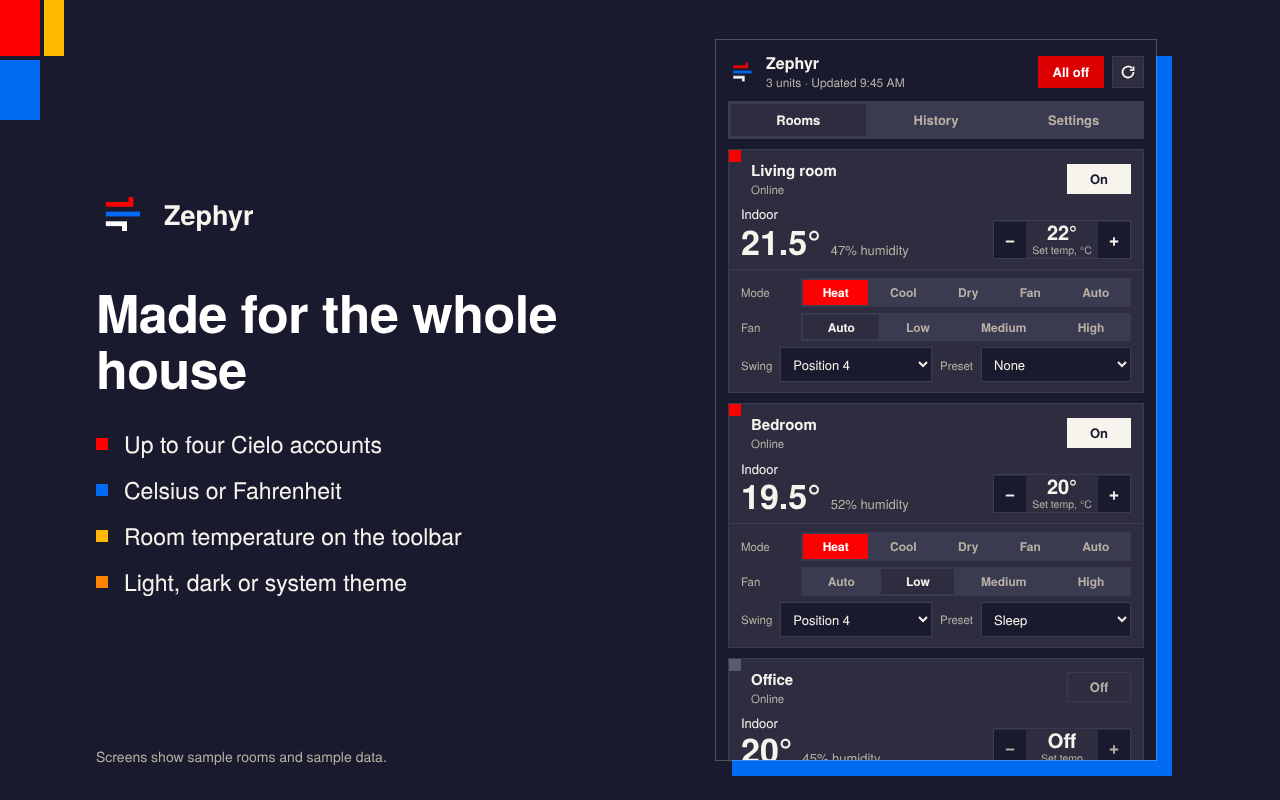 Zephyr
Made for the whole
house
Up to four Cielo accounts
Celsius or Fahrenheit
Room temperature on the toolbar
Light, dark or system theme
Screens show sample rooms and sample data.
Zephyr
3 units · Updated 9:45 AM
All off
Rooms History Settings
Living room
Online
On
Indoor
21.5° 47% humidity
− 22° +
Set temp, °C
Mode Heat Cool Dry Fan Auto
Fan Auto Low Medium High
Swing Position 4 Preset None
Bedroom
Online
On
Indoor
19.5° 52% humidity
− 20° +
Set temp, °C
Mode Heat Cool Dry Fan Auto
Fan Auto Low Medium High
Swing Position 4 Preset Sleep
Office
Online
Off
Indoor
20° 45% humidity
− Off +
Set temp